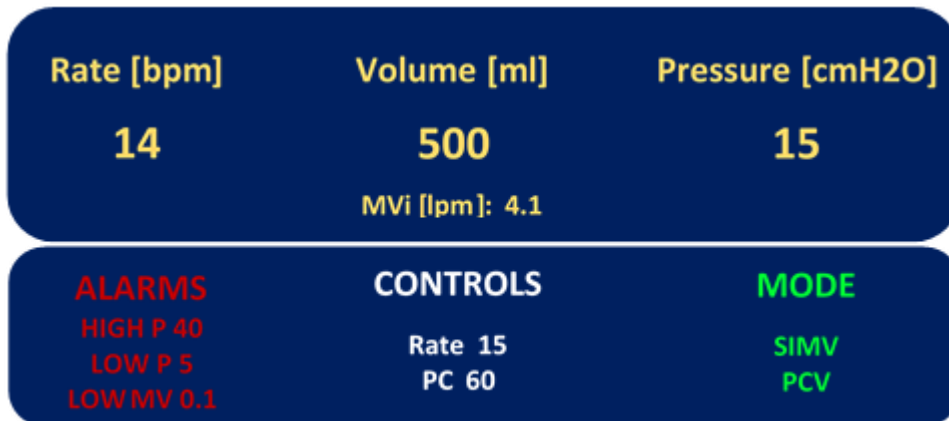 Rate [bpm] Volume [ml] Pressure [cmH2O]
14 500 15
MVi [lpm]: 4.1
ALARMS CONTROLS MODE
HIGH P 40
Rate 15 SIMV
LOW P 5
PC 60 PCV
LOW MV 0.1